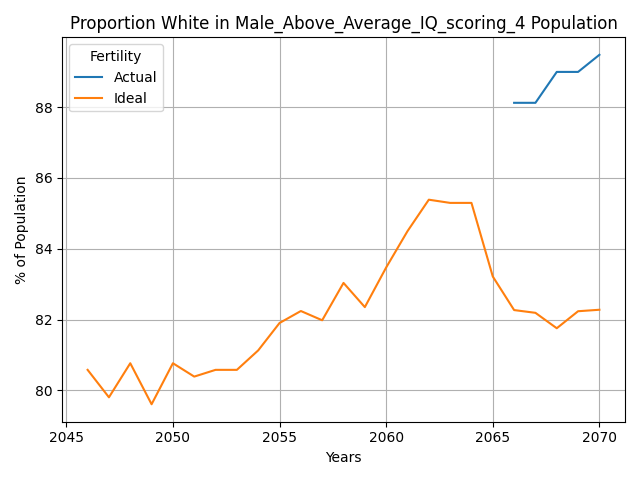 Proportion White in Male_Above_Average_IQ_scoring_4 Population
Fertility
Actual
Ideal
% of Population
88
86
84
82
80
2045 2050 2055 2060 2065 2070
Years